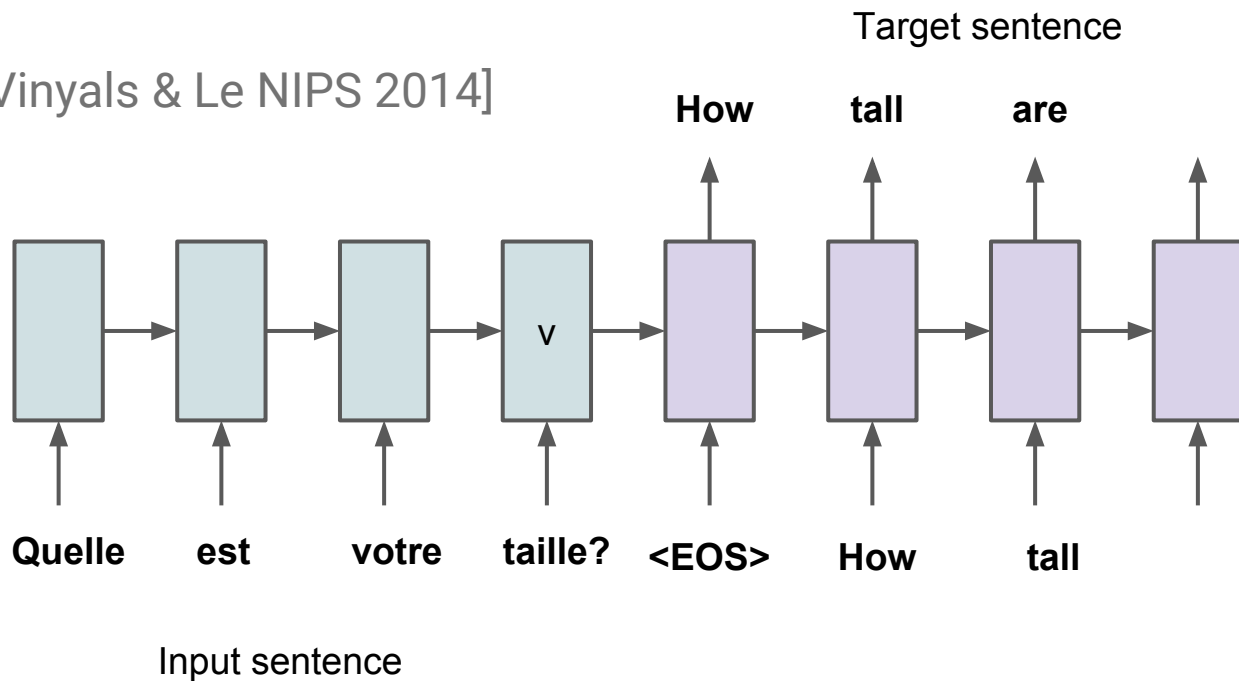 Target sentence
Vinyals & Le NIPS 2014]
How tall are
v
Quelle est votre taille? <EOS> How tall
Input sentence